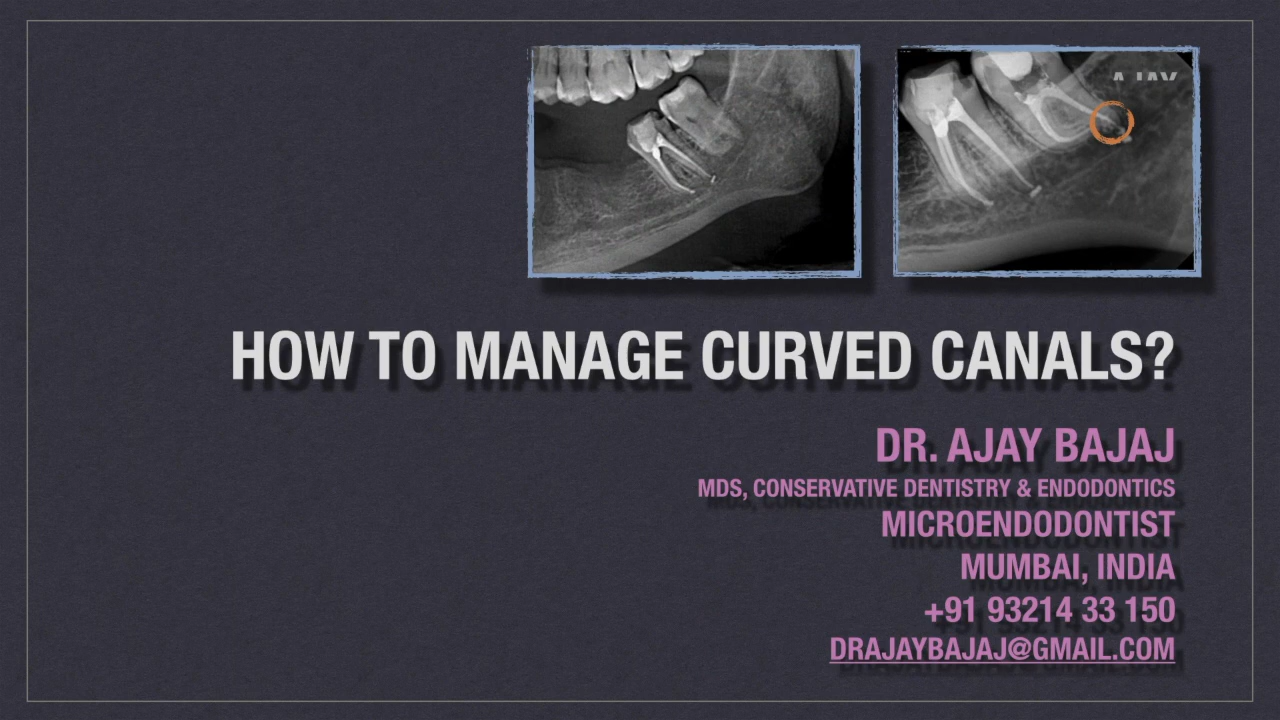 AJAY
HOW TO MANAGE CURVED CANALS?
DR. AJAY BAJAJ
MDS, CONSERVATIVE DENTISTRY & ENDODONTICS
MICROENDODONTIST
MUMBAI, INDIA
+91 93214 33 150
DRAJAYBAJAJ@GMAIL.COM